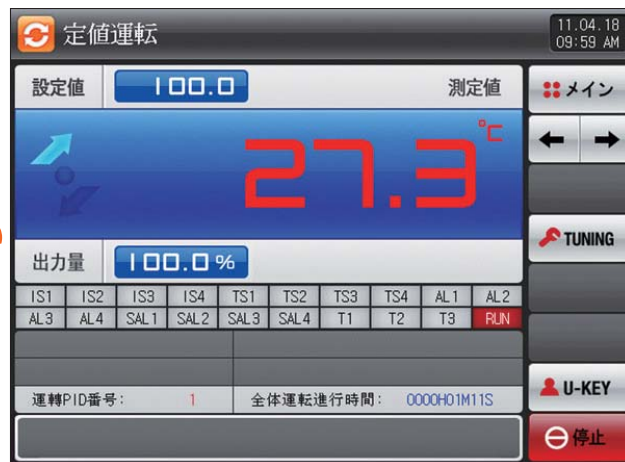 定値運転
11.04.18
09:59 AM
設定値 100.0 測定値
メイン
27.3 ℃
TUNING
出力量 100.0 %
IS1 IS2 IS3 IS4 TS1 TS2 TS3 TS4 AL1 AL2
AL3 AL4 SAL1 SAL2 SAL3 SAL4 T1 T2 T3 RUN
運轉PID番号: 1 全体運転進行時間: 0000H01M11S
U-KEY
停止